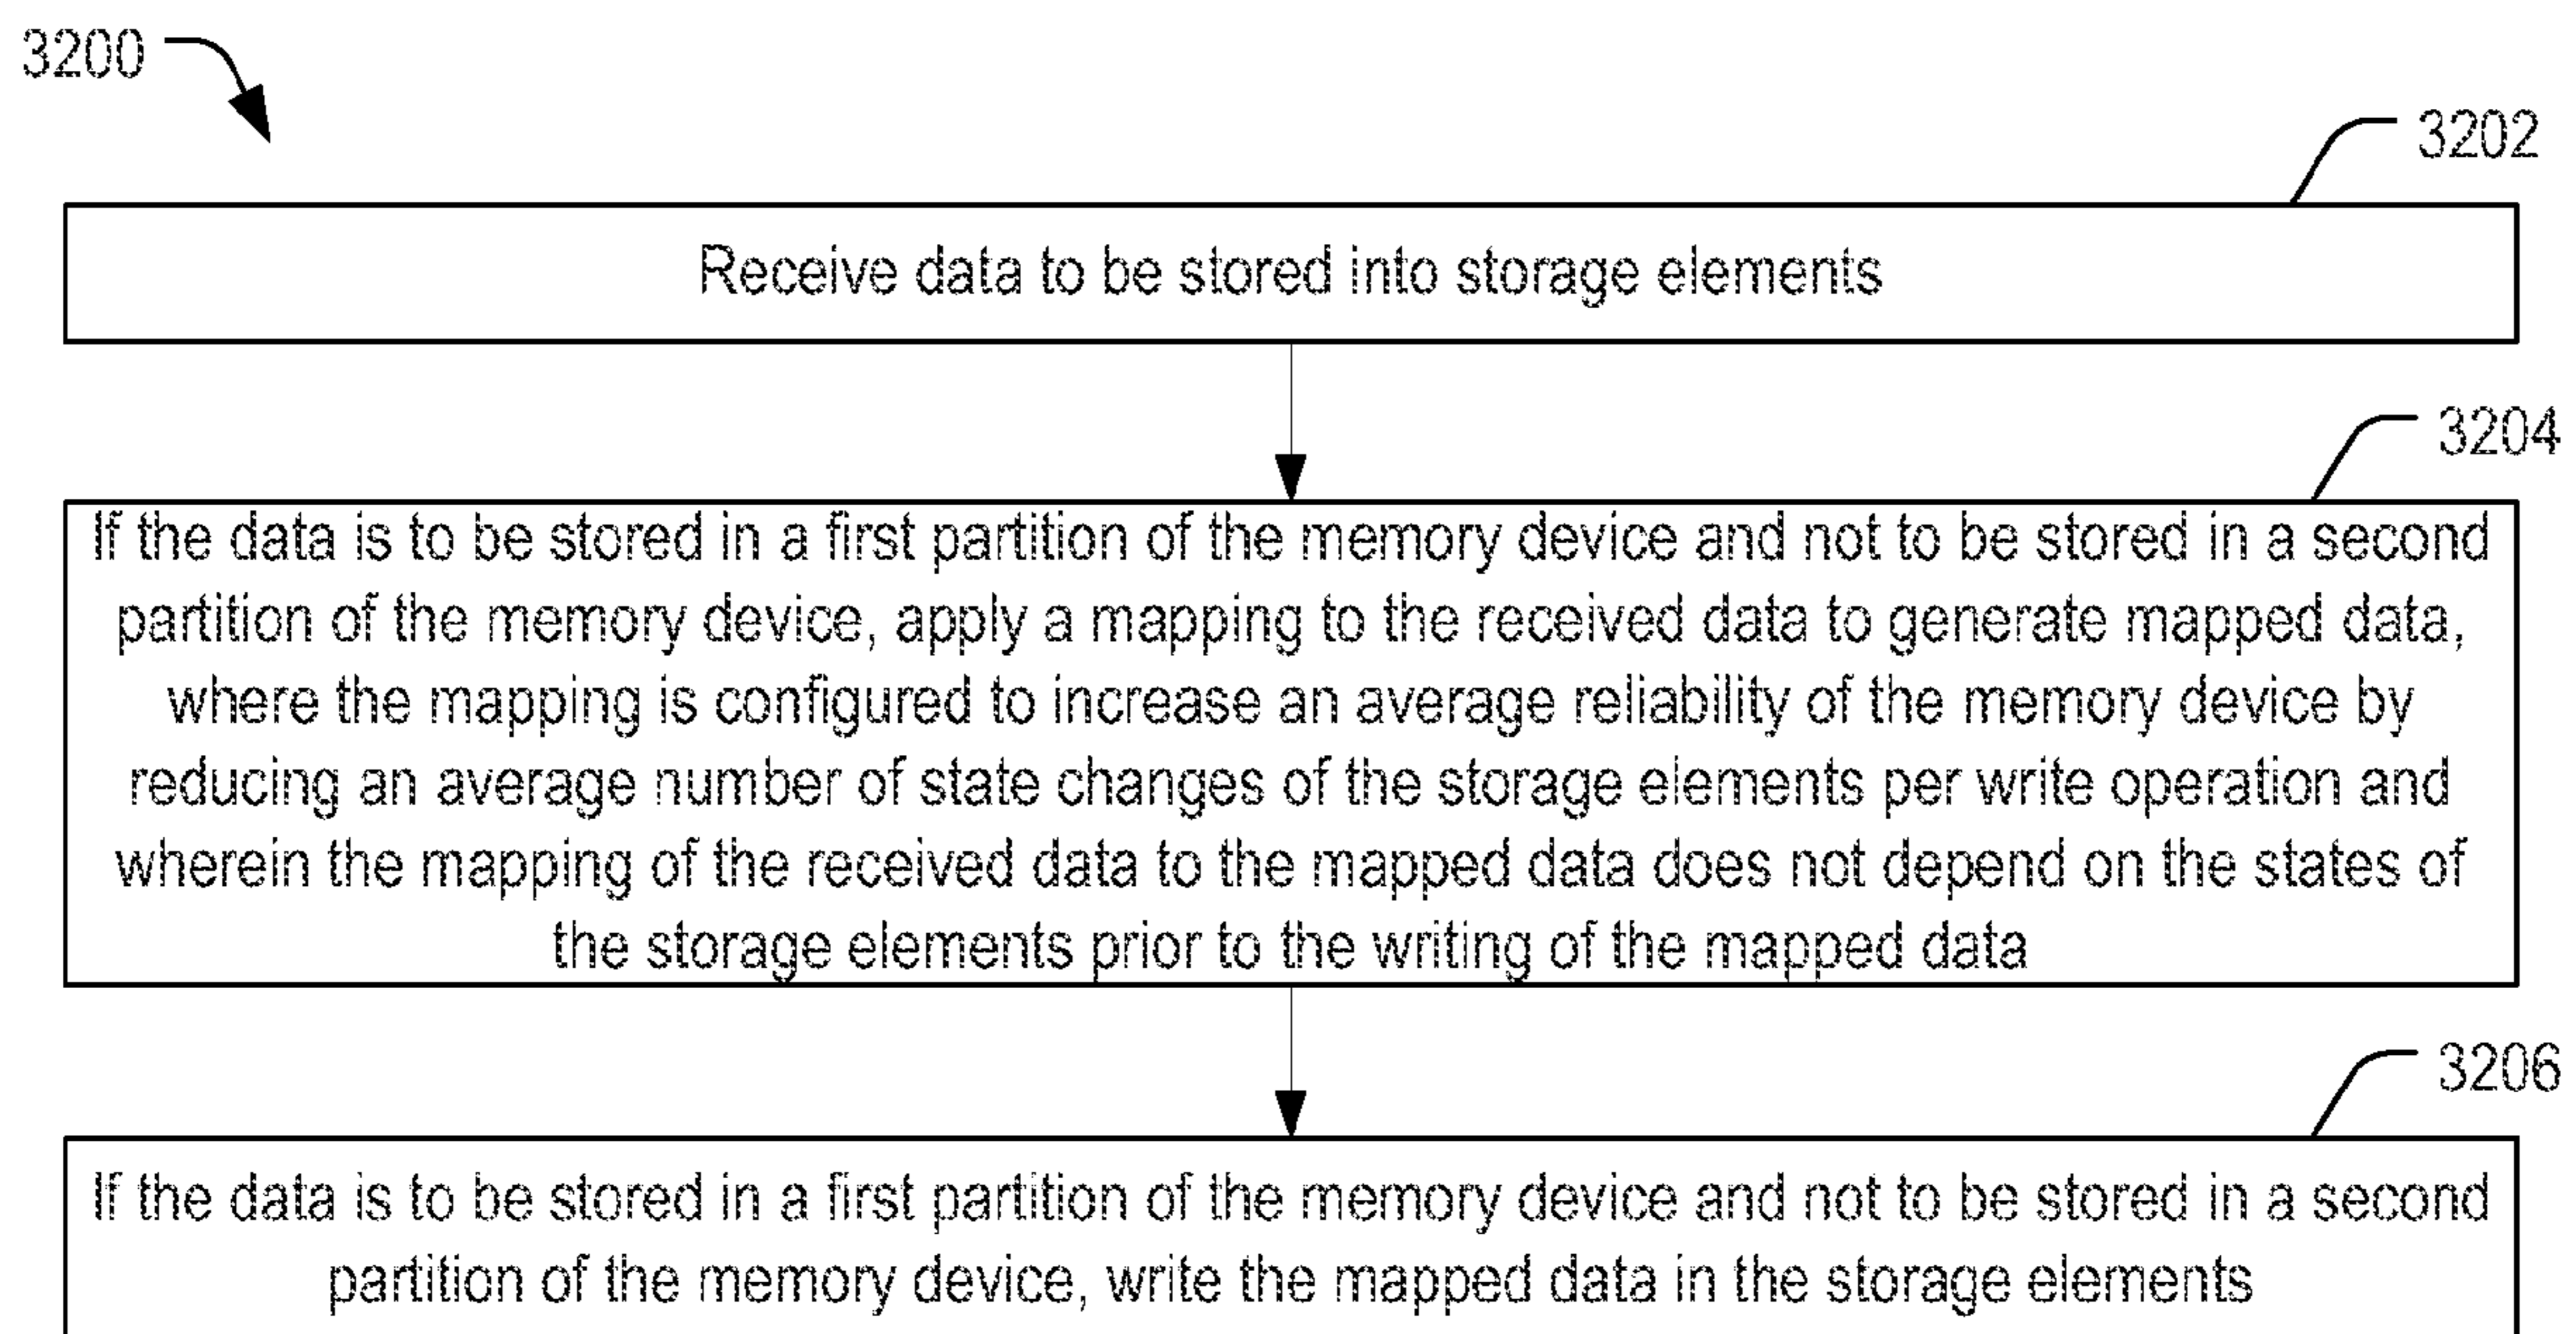 3200
3202
Receive data to be stored into storage elements
3204
If the data is to be stored in a first partition of the memory device and not to be stored in a second
partition of the memory device, apply a mapping to the received data to generate mapped data,
where the mapping is configured to increase an average reliability of the memory device by
reducing an average number of state changes of the storage elements per write operation and
wherein the mapping of the received data to the mapped data does not depend on the states of
the storage elements prior to the writing of the mapped data
3206
If the data is to be stored in a first partition of the memory device and not to be stored in a second
partition of the memory device, write the mapped data in the storage elements